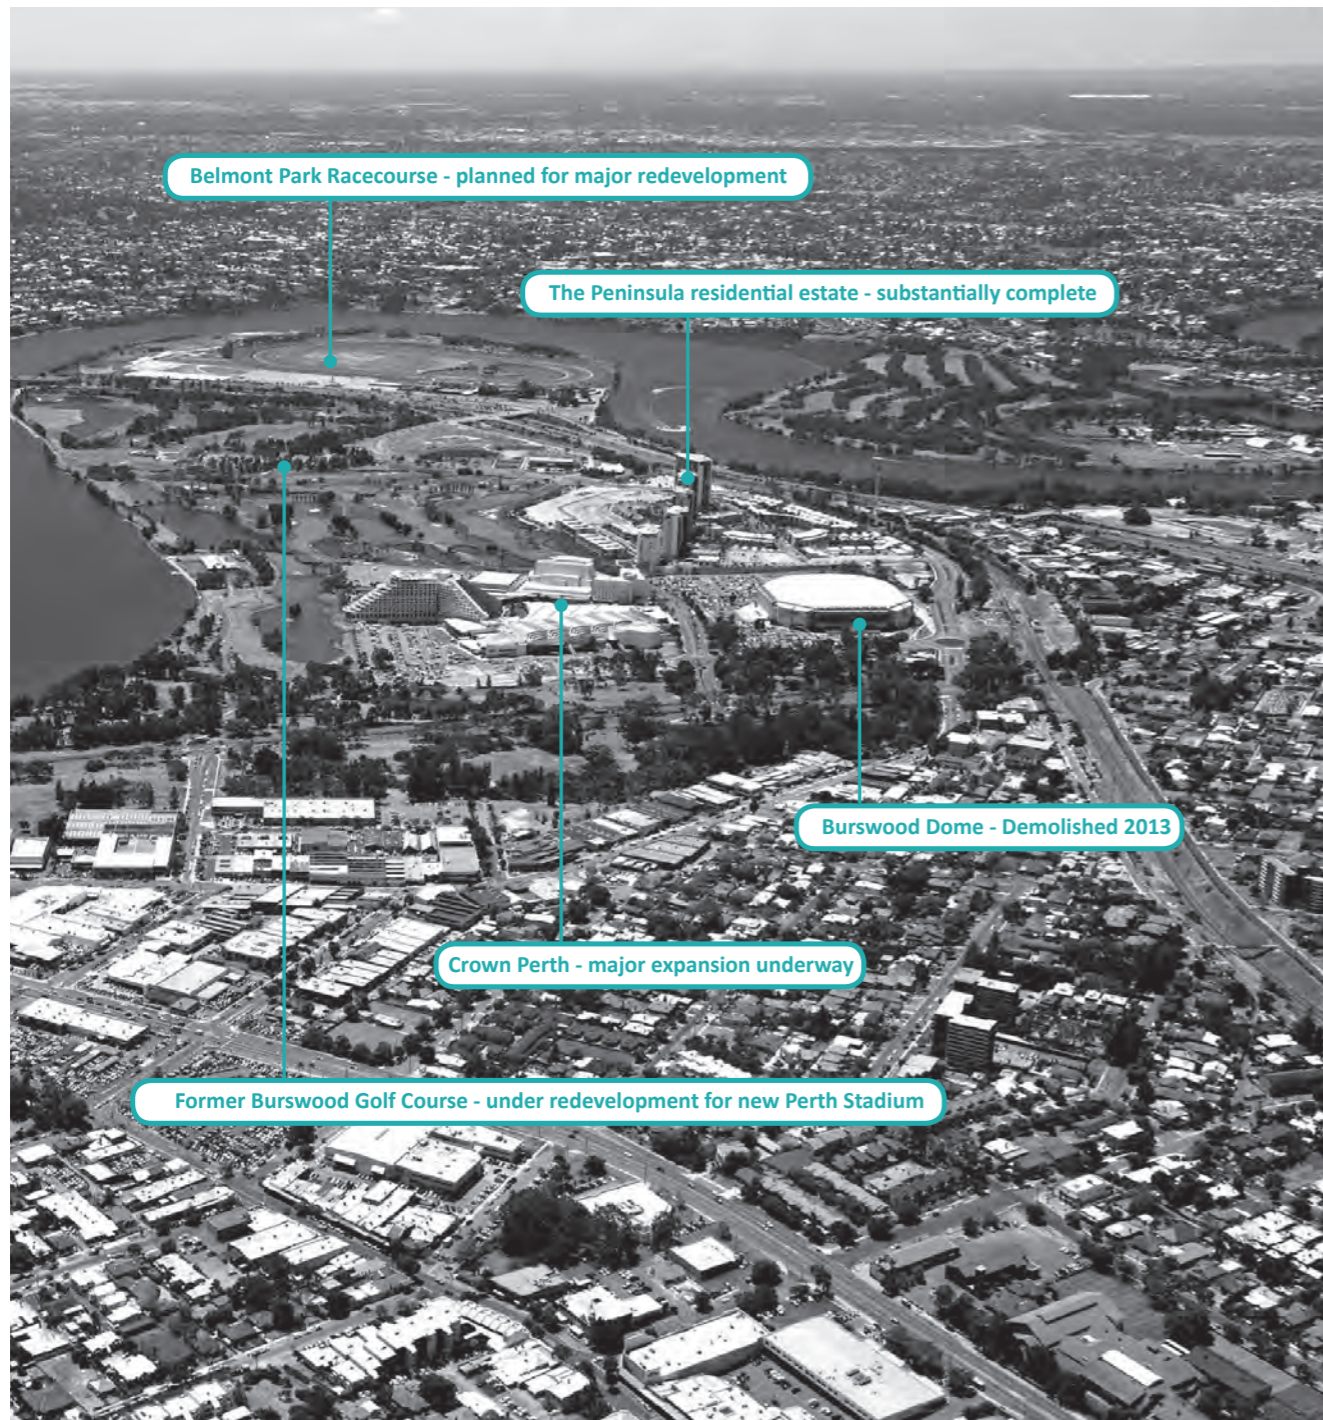 Belmont Park Racecourse - planned for major redevelopment
The Peninsula residential estate - substantially complete
Burswood Dome - Demolished 2013
Crown Perth - major expansion underway
Former Burswood Golf Course - under redevelopment for new Perth Stadium